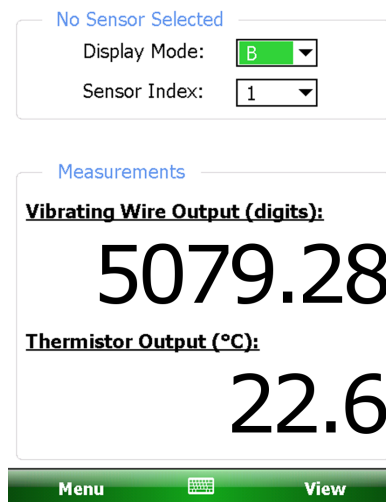 No Sensor Selected
Display Mode: B
Sensor Index: 1
Measurements
Vibrating Wire Output (digits):
5079.28
Thermistor Output (°C):
22.6
Menu View